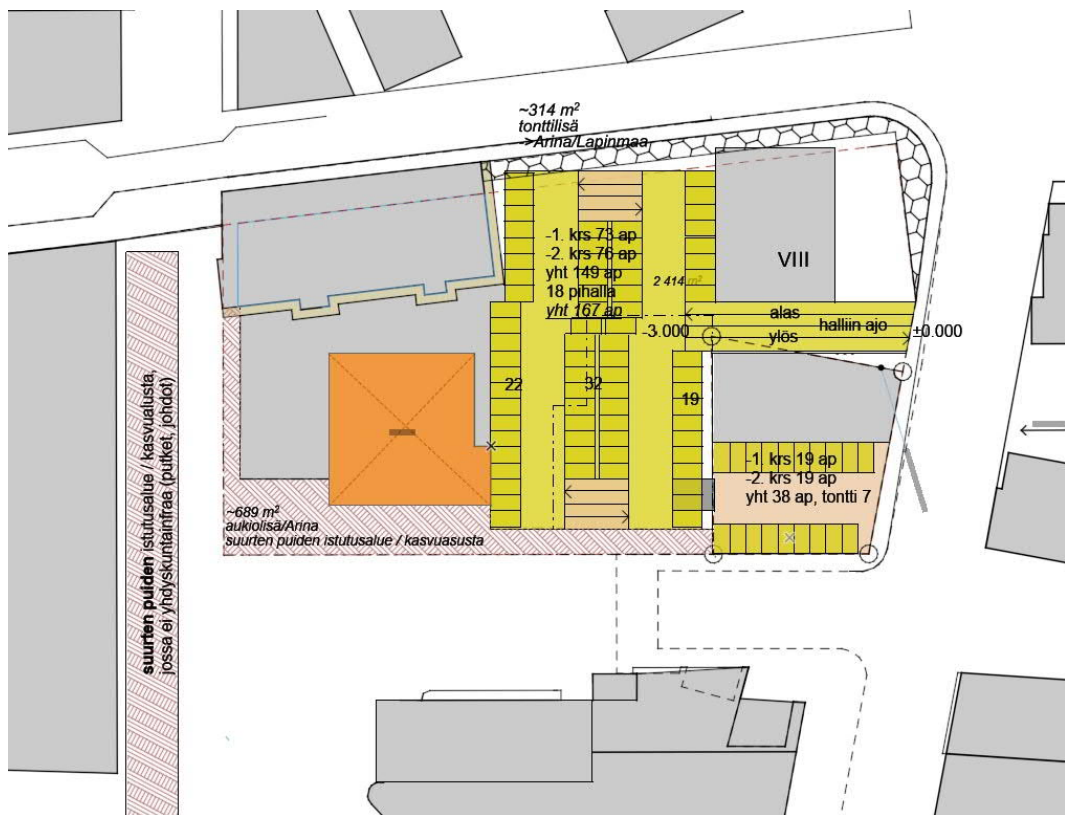 ~314 m²
tonttilisä
->Arina/Lapinmaa
-1. krs 73 ap
-2. krs 76 ap
yht 149 ap
18 pihalla
yht 167 ap
2 414 m²
VIII
alas
halliin ajo
ylös
-3.000
±0.000
22
32
19
-1. krs 19 ap
-2. krs 19 ap
yht 38 ap, tontti 7
~689 m²
aukiolisä/Arina
suurten puiden istutusalue / kasvuasusta
suurten puiden istutusalue / kasvualusta,
jossa ei yhdyskuntainfraa (putket, johdot)